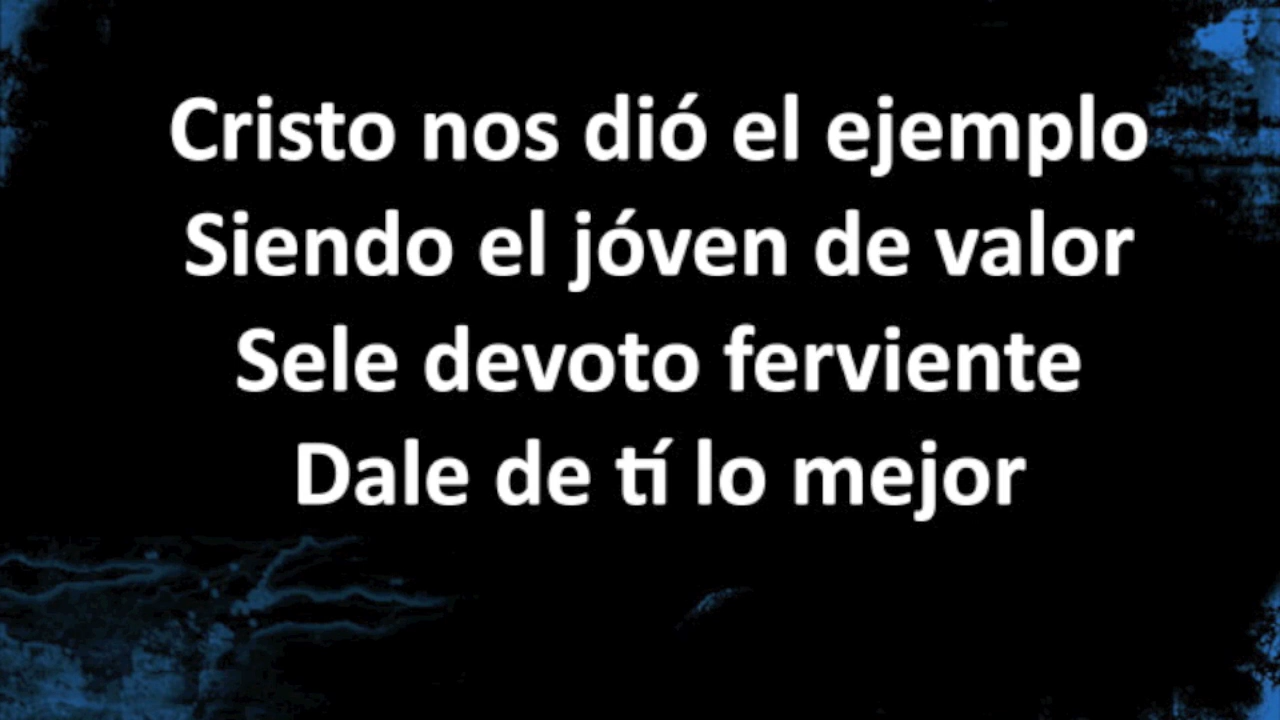 Cristo nos dió el ejemplo
Siendo el jóven de valor
Sele devoto ferviente
Dale de tí lo mejor